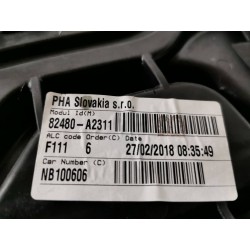 PHA Slovakia s.r.o.
Modul Id(M)
82480-A2311
ALC code Order(C) Date
F111 6 27/02/2018 08:35:49
Car Number (C)
NB100606